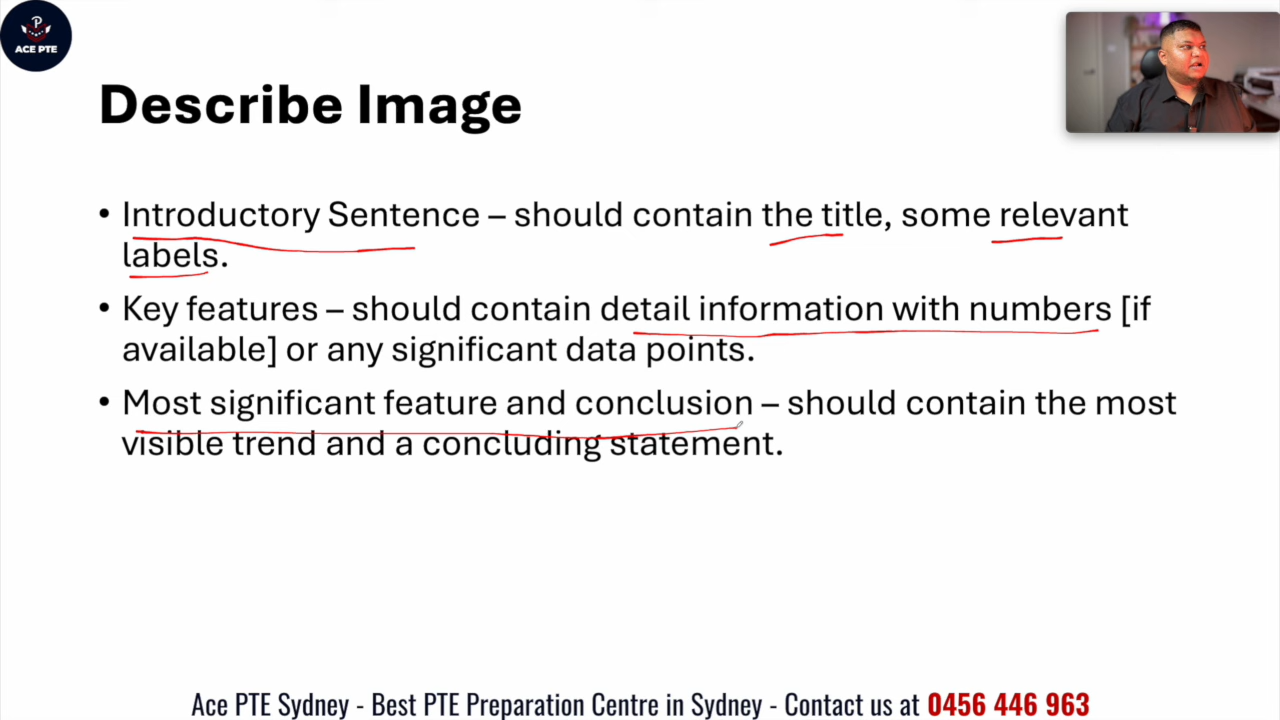 P
ACE PTE
Describe Image
• Introductory Sentence – should contain the title, some relevant
labels.
• Key features – should contain detail information with numbers [if
available] or any significant data points.
• Most significant feature and conclusion – should contain the most
visible trend and a concluding statement.
Ace PTE Sydney - Best PTE Preparation Centre in Sydney - Contact us at 0456 446 963